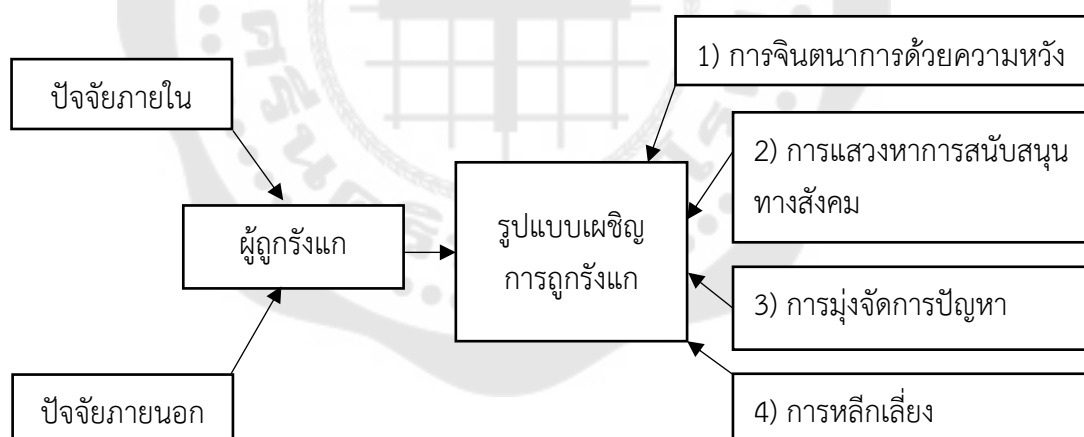 ปัจจัยภายใน
ปัจจัยภายนอก
ผู้ถูกรังแก
รูปแบบเผชิญ
การถูกรังแก
1) การจินตนาการด้วยความหวัง
2) การแสวงหาการสนับสนุน
ทางสังคม
3) การมุ่งจัดการปัญหา
4) การหลีกเลี่ยง